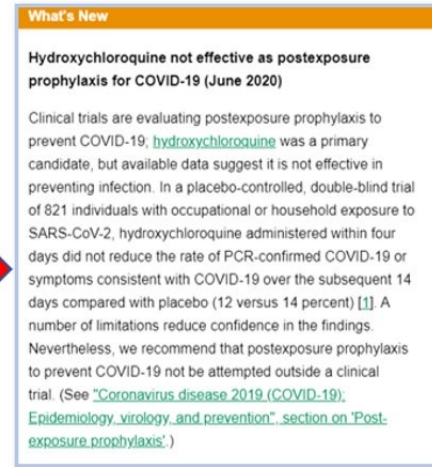 What's New
Hydroxychloroquine not effective as postexposure
prophylaxis for COVID-19 (June 2020)
Clinical trials are evaluating postexposure prophylaxis to
prevent COVID-19; hydroxychloroquine was a primary
candidate, but available data suggest it is not effective in
preventing infection. In a placebo-controlled, double-blind trial
of 821 individuals with occupational or household exposure to
SARS-CoV-2, hydroxychloroquine administered within four
days did not reduce the rate of PCR-confirmed COVID-19 or
symptoms consistent with COVID-19 over the subsequent 14
days compared with placebo (12 versus 14 percent) [1]. A
number of limitations reduce confidence in the findings.
Nevertheless, we recommend that postexposure prophylaxis
to prevent COVID-19 not be attempted outside a clinical
trial. (See "Coronavirus disease 2019 (COVID-19):
Epidemiology, virology, and prevention", section on 'Post-
exposure prophylaxis'.)